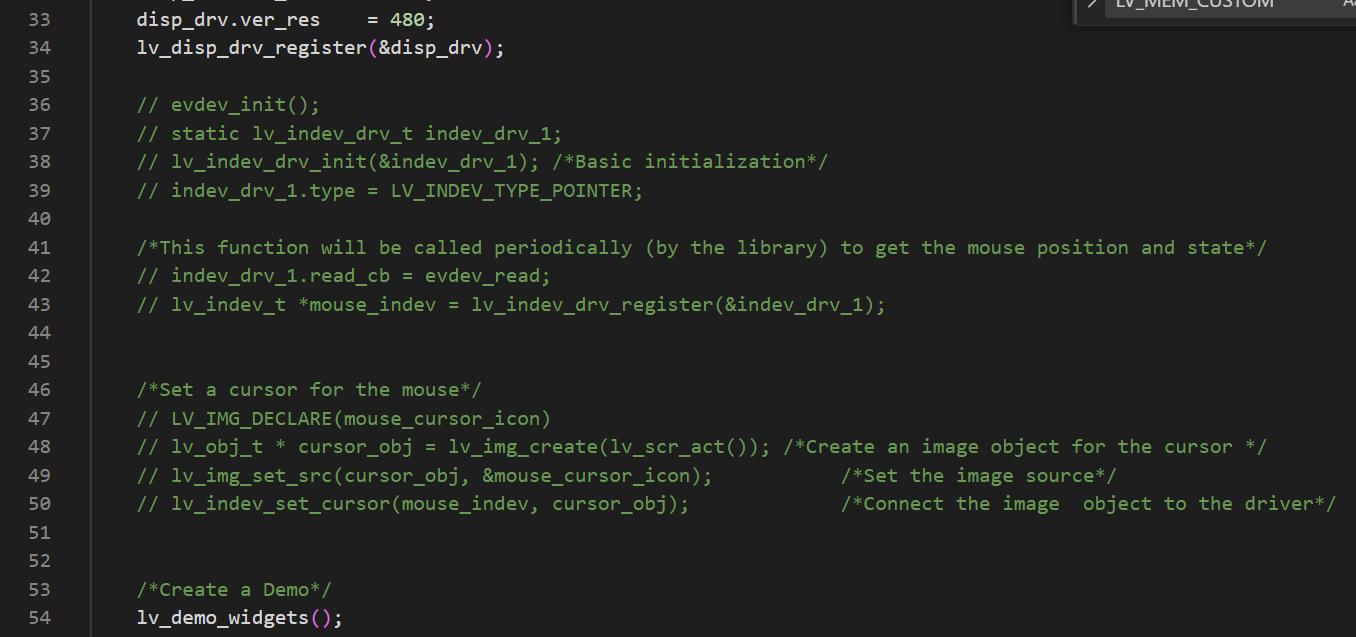 LV_MEM_CUSTOM
33 disp_drv.ver_res    = 480;
34 lv_disp_drv_register(&disp_drv);
35
36 // evdev_init();
37 // static lv_indev_drv_t indev_drv_1;
38 // lv_indev_drv_init(&indev_drv_1); /*Basic initialization*/
39 // indev_drv_1.type = LV_INDEV_TYPE_POINTER;
40
41 /*This function will be called periodically (by the library) to get the mouse position and state*/
42 // indev_drv_1.read_cb = evdev_read;
43 // lv_indev_t *mouse_indev = lv_indev_drv_register(&indev_drv_1);
44
45
46 /*Set a cursor for the mouse*/
47 // LV_IMG_DECLARE(mouse_cursor_icon)
48 // lv_obj_t * cursor_obj = lv_img_create(lv_scr_act()); /*Create an image object for the cursor */
49 // lv_img_set_src(cursor_obj, &mouse_cursor_icon);           /*Set the image source*/
50 // lv_indev_set_cursor(mouse_indev, cursor_obj);             /*Connect the image  object to the driver*/
51
52
53 /*Create a Demo*/
54 lv_demo_widgets();